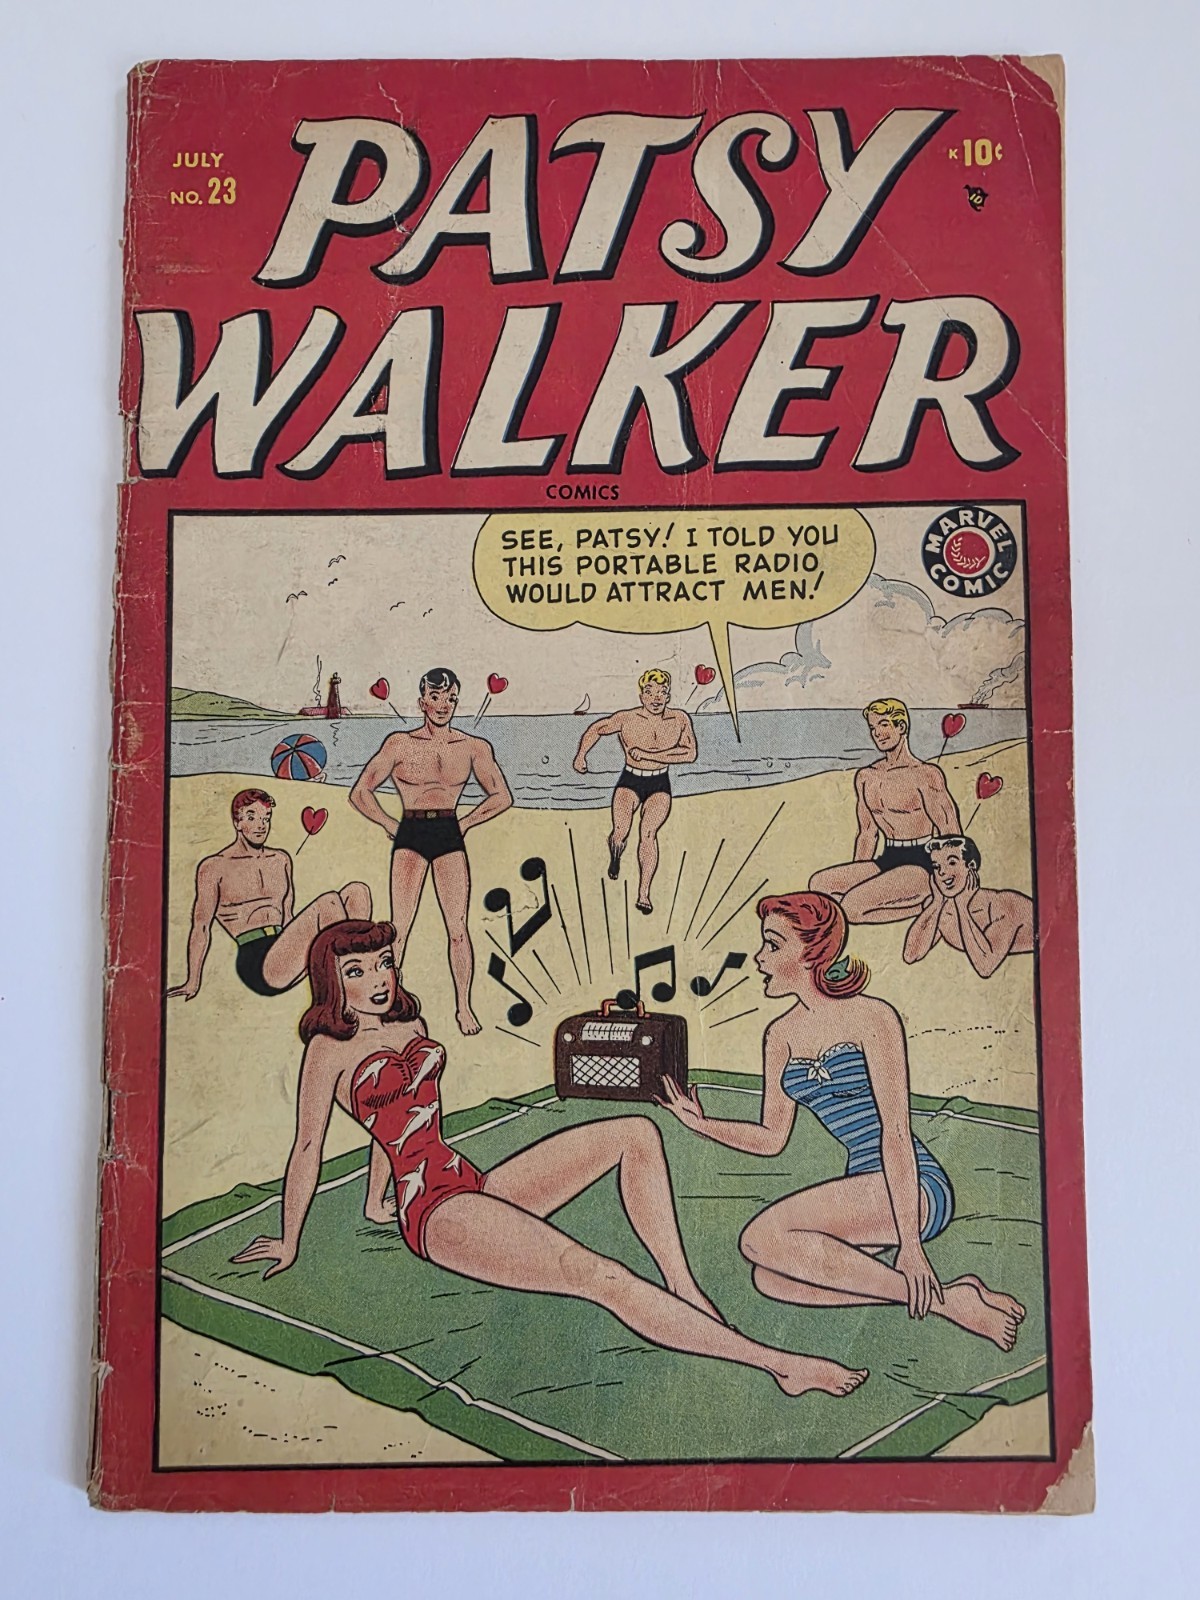 JULY
NO. 23
PATSY
K 10¢
10
WALKER
COMICS
SEE, PATSY! I TOLD YOU
THIS PORTABLE RADIO
WOULD ATTRACT MEN!
MARVEL
COMIC